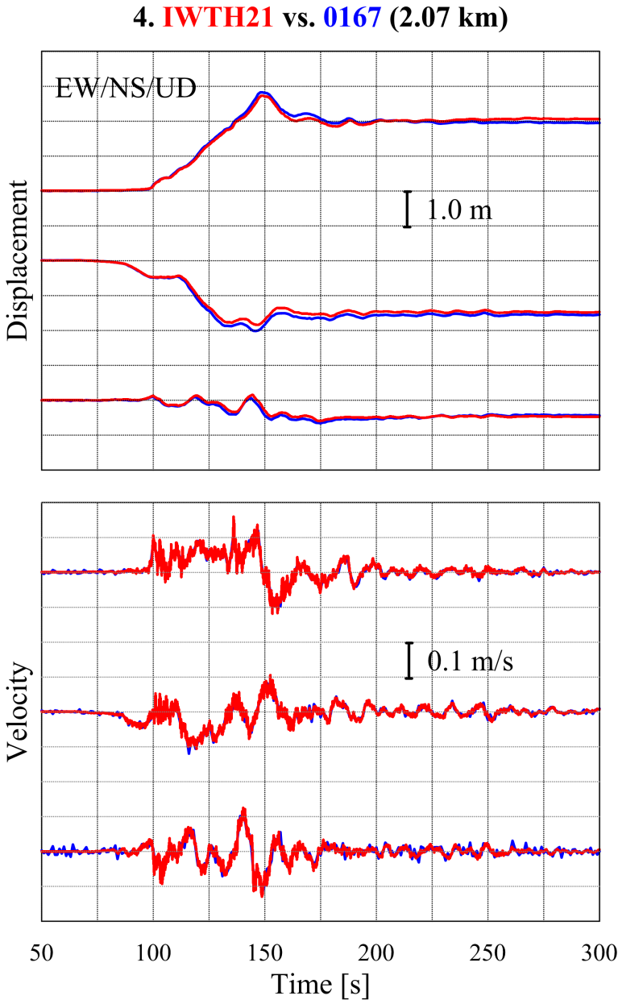 4. IWTH21 vs. 0167 (2.07 km)
EW/NS/UD
Displacement
1.0 m
Velocity
0.1 m/s
50 100 150 200 250 300
Time [s]